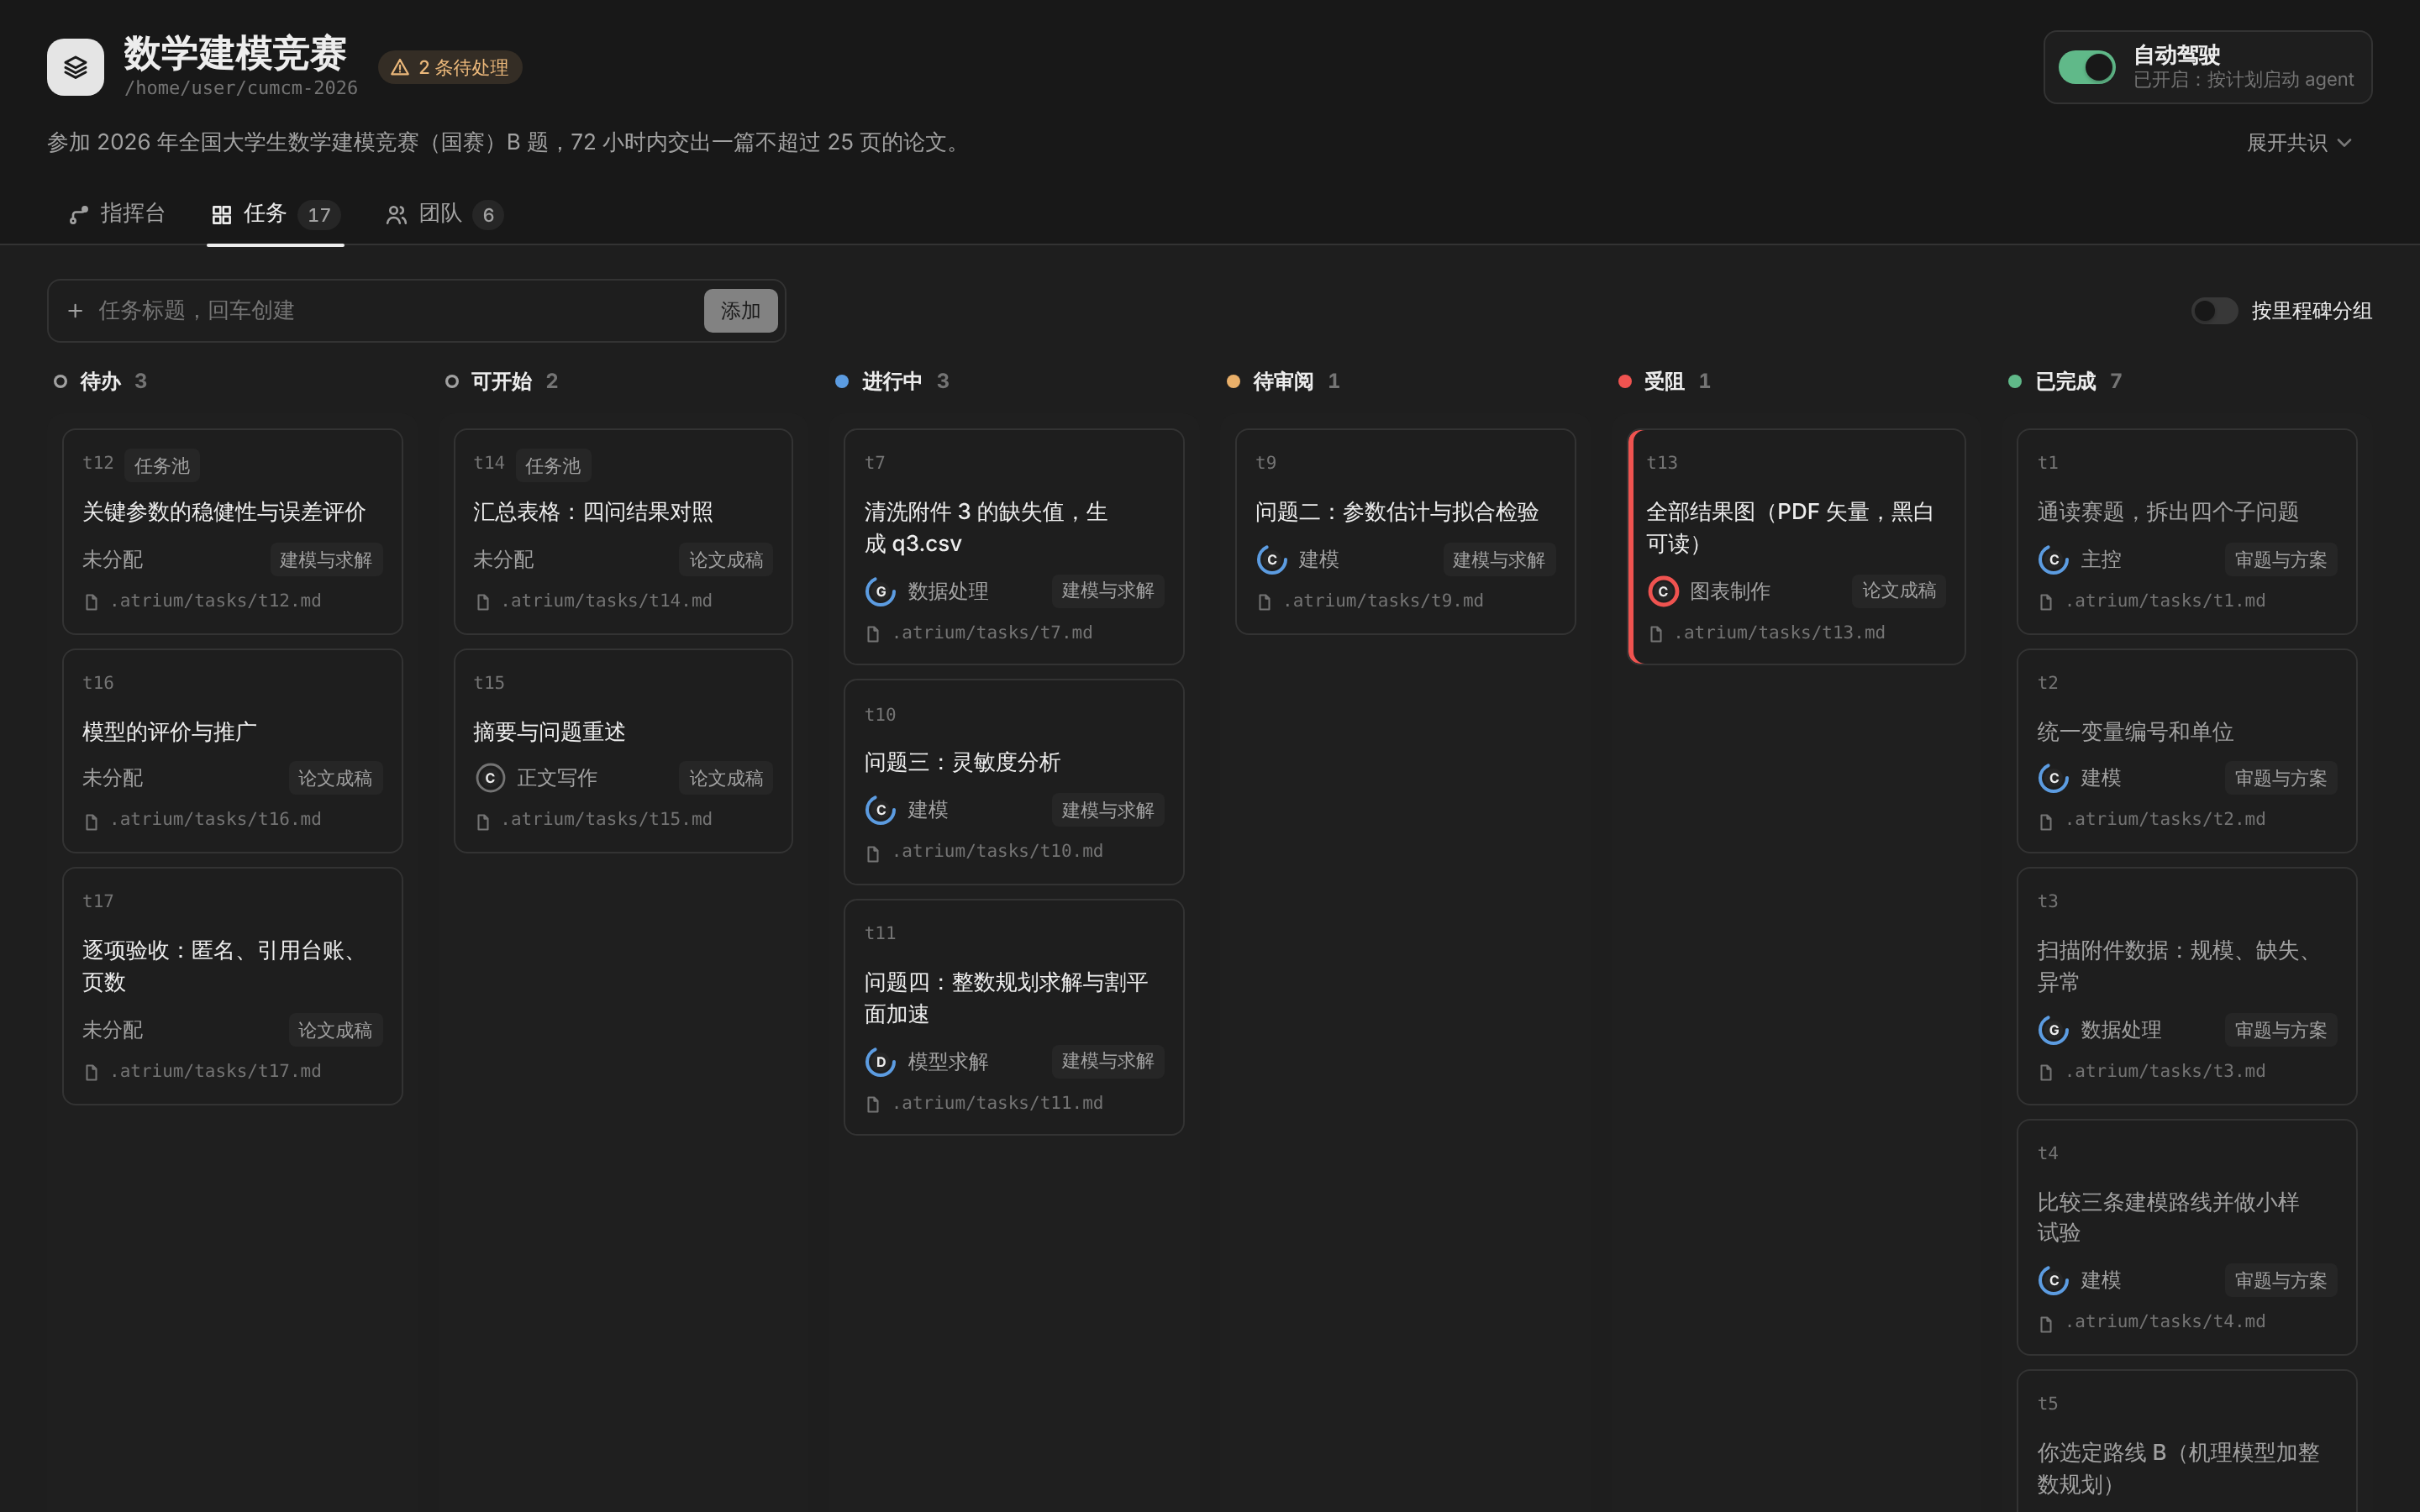 数学建模竞赛
/home/user/cumcm-2026
2 条待处理
自动驾驶
已开启：按计划启动 agent
参加 2026 年全国大学生数学建模竞赛（国赛）B 题，72 小时内交出一篇不超过 25 页的论文。
展开共识
指挥台
任务 17
团队 6
任务标题，回车创建
添加
按里程碑分组
待办 3
t12 任务池
关键参数的稳健性与误差评价
未分配 建模与求解
.atrium/tasks/t12.md
t16
模型的评价与推广
未分配 论文成稿
.atrium/tasks/t16.md
t17
逐项验收：匿名、引用台账、
页数
未分配 论文成稿
.atrium/tasks/t17.md
可开始 2
t14 任务池
汇总表格：四问结果对照
未分配 论文成稿
.atrium/tasks/t14.md
t15
摘要与问题重述
C 正文写作 论文成稿
.atrium/tasks/t15.md
进行中 3
t7
清洗附件 3 的缺失值，生
成 q3.csv
G 数据处理 建模与求解
.atrium/tasks/t7.md
t10
问题三：灵敏度分析
C 建模 建模与求解
.atrium/tasks/t10.md
t11
问题四：整数规划求解与割平
面加速
D 模型求解 建模与求解
.atrium/tasks/t11.md
待审阅 1
t9
问题二：参数估计与拟合检验
C 建模 建模与求解
.atrium/tasks/t9.md
受阻 1
t13
全部结果图（PDF 矢量，黑白
可读）
C 图表制作 论文成稿
.atrium/tasks/t13.md
已完成 7
t1
通读赛题，拆出四个子问题
C 主控 审题与方案
.atrium/tasks/t1.md
t2
统一变量编号和单位
C 建模 审题与方案
.atrium/tasks/t2.md
t3
扫描附件数据：规模、缺失、
异常
G 数据处理 审题与方案
.atrium/tasks/t3.md
t4
比较三条建模路线并做小样
试验
C 建模 审题与方案
.atrium/tasks/t4.md
t5
你选定路线 B（机理模型加整
数规划）